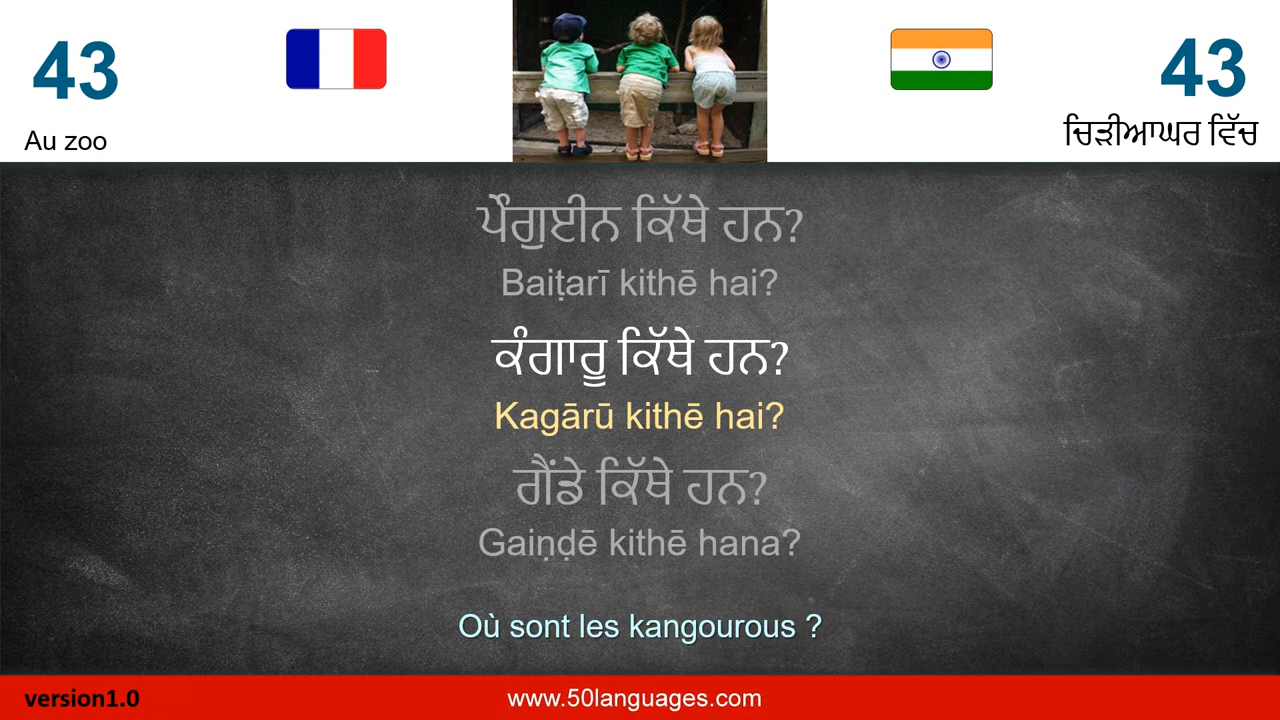 43
43
Au zoo
ਚਿੜੀਆਘਰ ਵਿੱਚ
ਪੌਂਗੁਈਨ ਕਿੱਥੇ ਹਨ?
Baiṭarī kithē hai?
ਕੰਗਾਰੂ ਕਿੱਥੇ ਹਨ?
Kagārū kithē hai?
ਗੈਂਡੇ ਕਿੱਥੇ ਹਨ?
Gaiṇḍē kithē hana?
Où sont les kangourous ?
version1.0
www.50languages.com